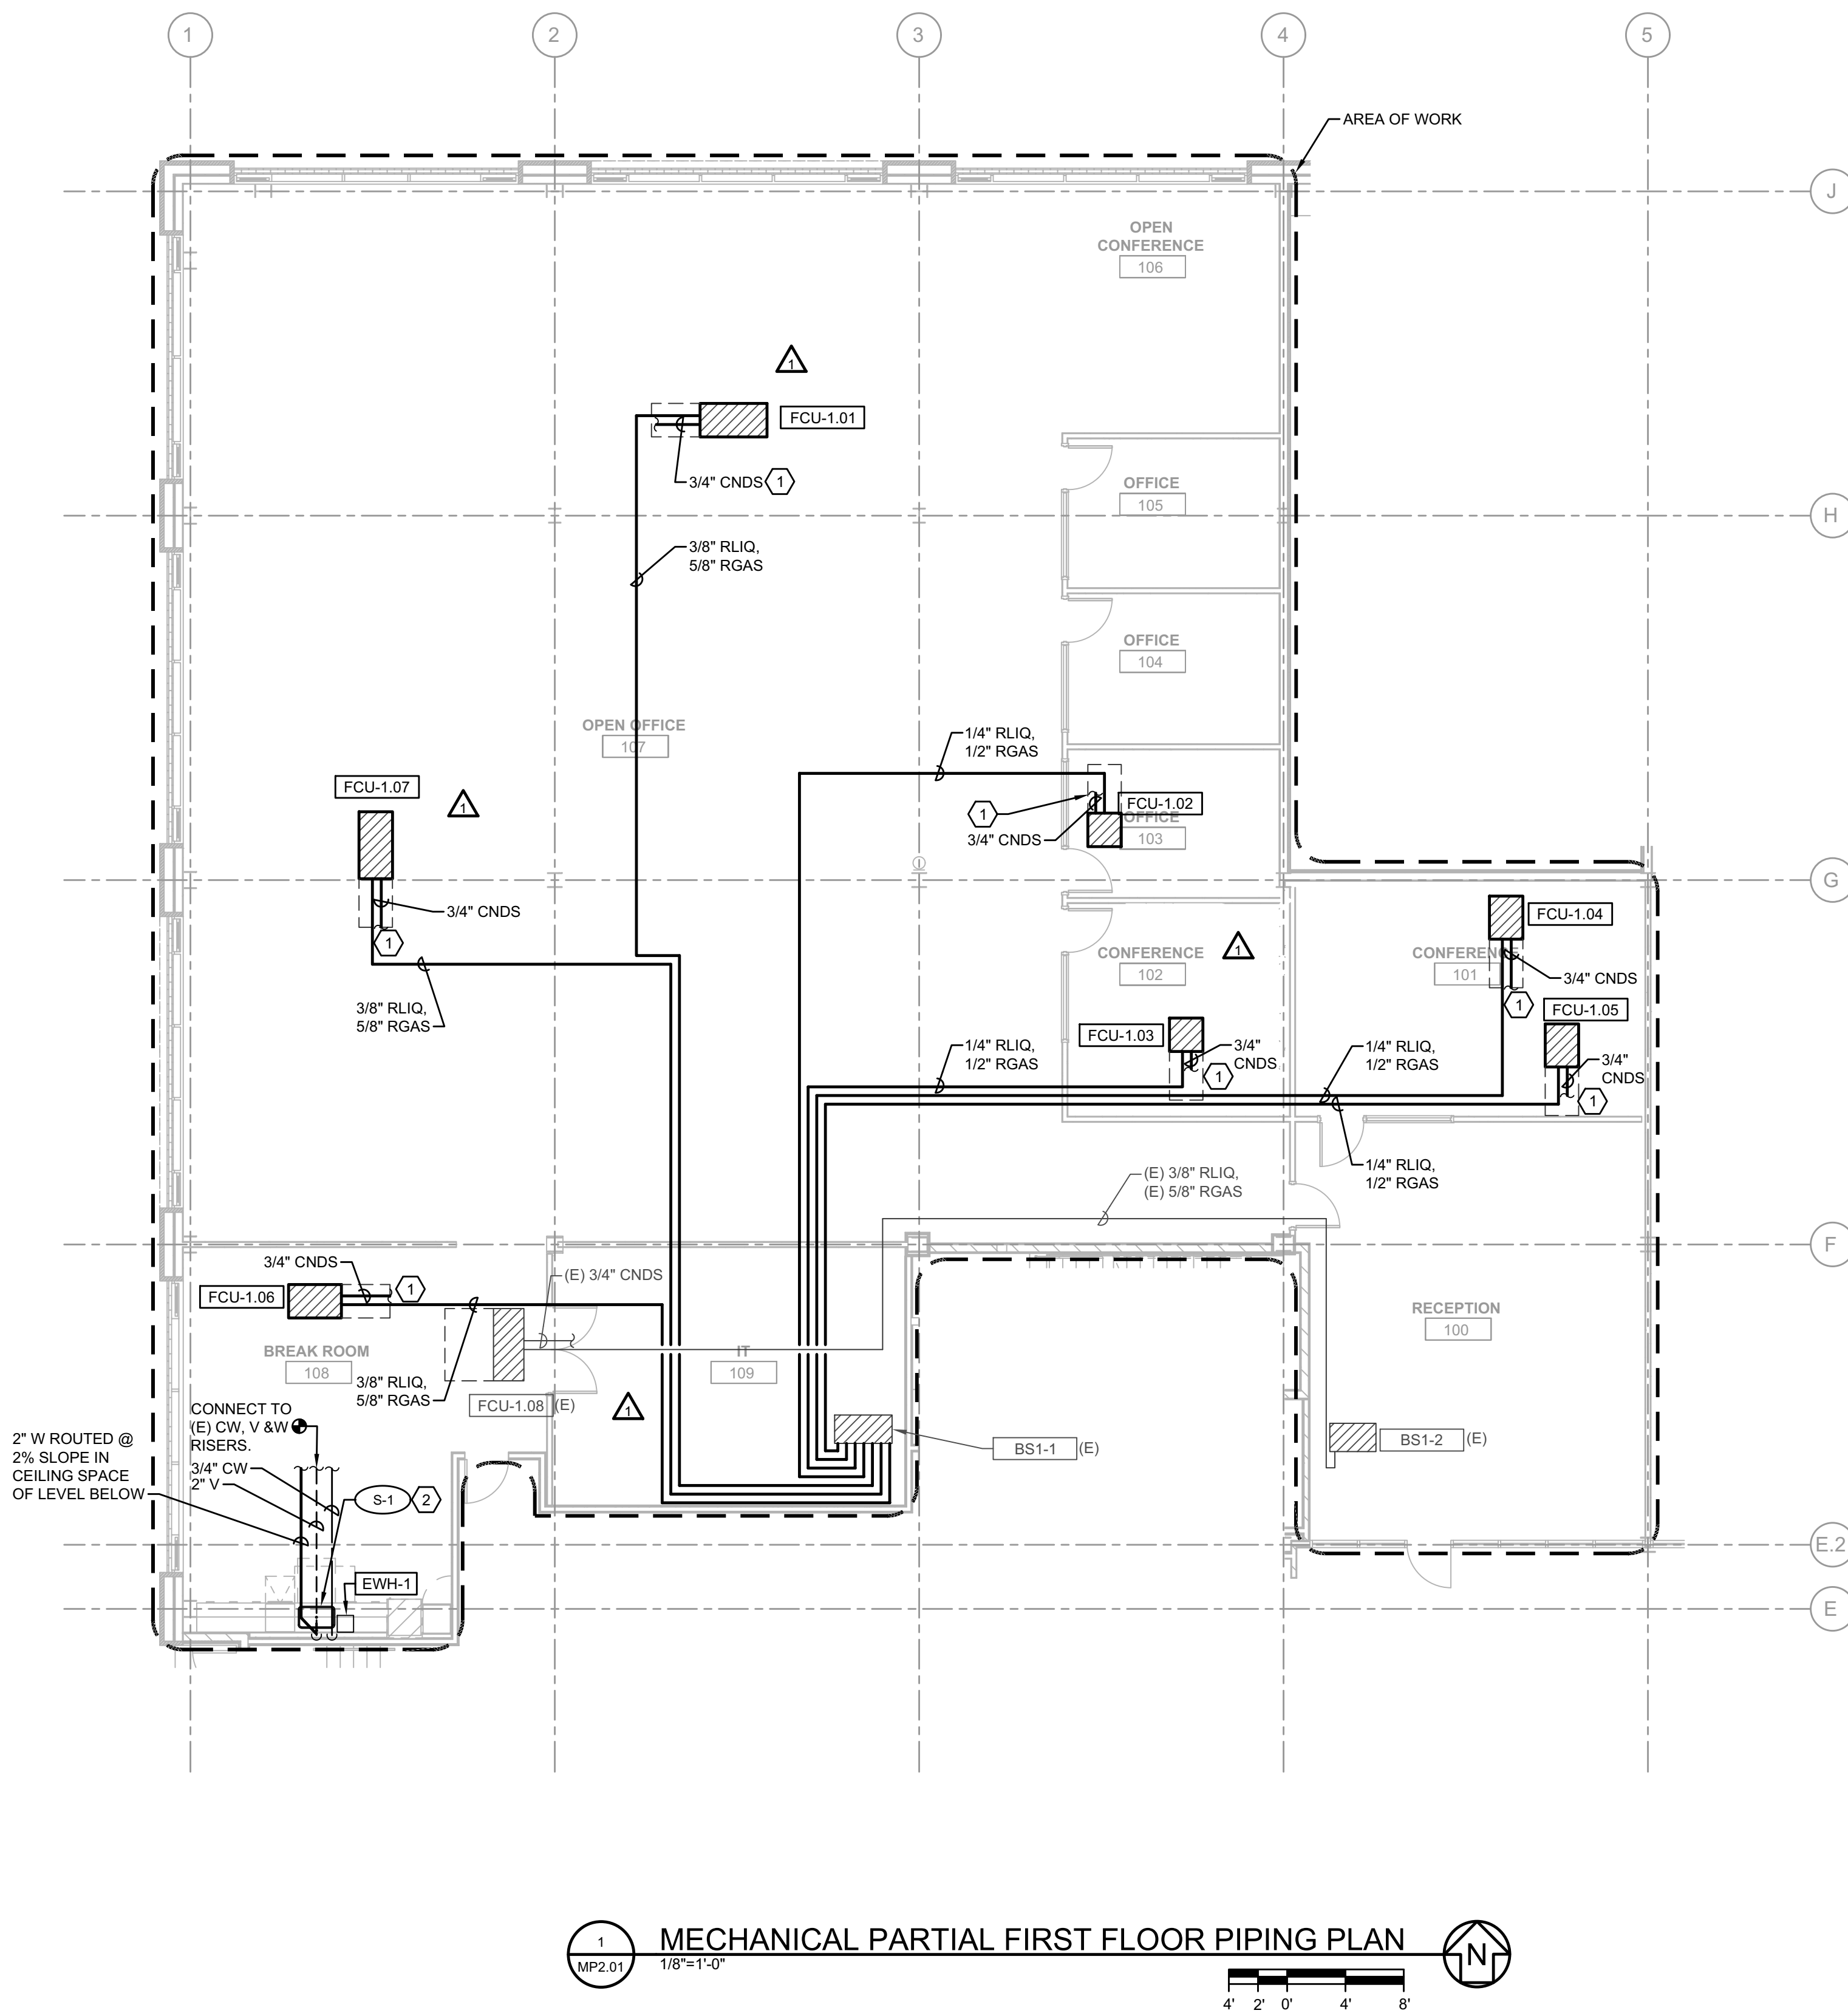 1
2
3
4
5
AREA OF WORK
J
OPEN
CONFERENCE
106
1
FCU-1.01
3/4" CNDS
1
OFFICE
105
H
3/8" RLIQ,
5/8" RGAS
OFFICE
104
OPEN OFFICE
107
1/4" RLIQ,
1/2" RGAS
FCU-1.07
1
FCU-1.02
1
OFFICE
103
3/4" CNDS
G
3/4" CNDS
1
FCU-1.04
CONFERENCE
102
1
CONFERENCE
101
3/4" CNDS
1
3/8" RLIQ,
5/8" RGAS
FCU-1.05
FCU-1.03
1/4" RLIQ,
1/2" RGAS
3/4"
CNDS
1
1/4" RLIQ,
1/2" RGAS
3/4"
CNDS
1
(E) 3/8" RLIQ,
(E) 5/8" RGAS
1/4" RLIQ,
1/2" RGAS
F
3/4" CNDS
1
(E) 3/4" CNDS
FCU-1.06
RECEPTION
100
BREAK ROOM
108
IT
109
3/8" RLIQ,
5/8" RGAS
FCU-1.08 (E)
1
CONNECT TO
(E) CW, V &W
RISERS.
2" W ROUTED @
2% SLOPE IN
CEILING SPACE
OF LEVEL BELOW
3/4" CW
2" V
BS1-1 (E)
BS1-2 (E)
S-1
2
E.2
EWH-1
E
1
MP2.01
MECHANICAL PARTIAL FIRST FLOOR PIPING PLAN
1/8"=1'-0"
N
4' 2' 0' 4' 8'